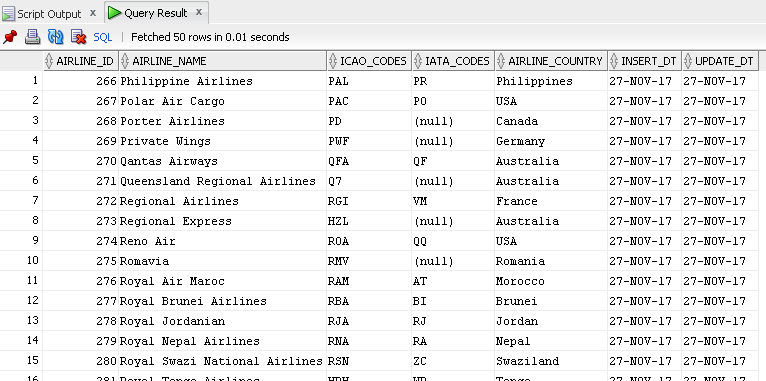 Script Output x Query Result x
SQL | Fetched 50 rows in 0.01 seconds
AIRLINE_ID AIRLINE_NAME ICAO_CODES IATA_CODES AIRLINE_COUNTRY INSERT_DT UPDATE_DT
1 266 Philippine Airlines PAL PR Philippines 27-NOV-17 27-NOV-17
2 267 Polar Air Cargo PAC PO USA 27-NOV-17 27-NOV-17
3 268 Porter Airlines PD (null) Canada 27-NOV-17 27-NOV-17
4 269 Private Wings PWF (null) Germany 27-NOV-17 27-NOV-17
5 270 Qantas Airways QFA QF Australia 27-NOV-17 27-NOV-17
6 271 Queensland Regional Airlines Q7 (null) Australia 27-NOV-17 27-NOV-17
7 272 Regional Airlines RGI VM France 27-NOV-17 27-NOV-17
8 273 Regional Express HZL (null) Australia 27-NOV-17 27-NOV-17
9 274 Reno Air ROA QQ USA 27-NOV-17 27-NOV-17
10 275 Romavia RMV (null) Romania 27-NOV-17 27-NOV-17
11 276 Royal Air Maroc RAM AT Morocco 27-NOV-17 27-NOV-17
12 277 Royal Brunei Airlines RBA BI Brunei 27-NOV-17 27-NOV-17
13 278 Royal Jordanian RJA RJ Jordan 27-NOV-17 27-NOV-17
14 279 Royal Nepal Airlines RNA RA Nepal 27-NOV-17 27-NOV-17
15 280 Royal Swazi National Airlines RSN ZC Swaziland 27-NOV-17 27-NOV-17
16 281 Royal Tonga Airlines Tonga 27-NOV-17 27-NOV-17